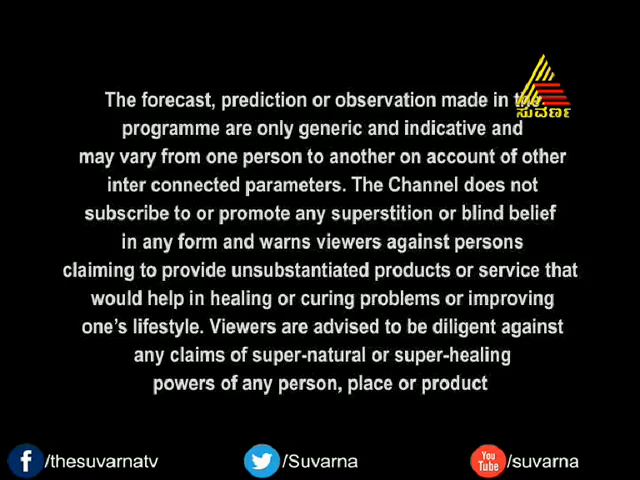 The forecast, prediction or observation made in the
programme are only generic and indicative and
may vary from one person to another on account of other
inter connected parameters. The Channel does not
subscribe to or promote any superstition or blind belief
in any form and warns viewers against persons
claiming to provide unsubstantiated products or service that
would help in healing or curing problems or improving
one's lifestyle. Viewers are advised to be diligent against
any claims of super-natural or super-healing
powers of any person, place or product
ಸುವರ್ಣ
/thesuvarnatv
/Suvarna
You
Tube
/suvarna